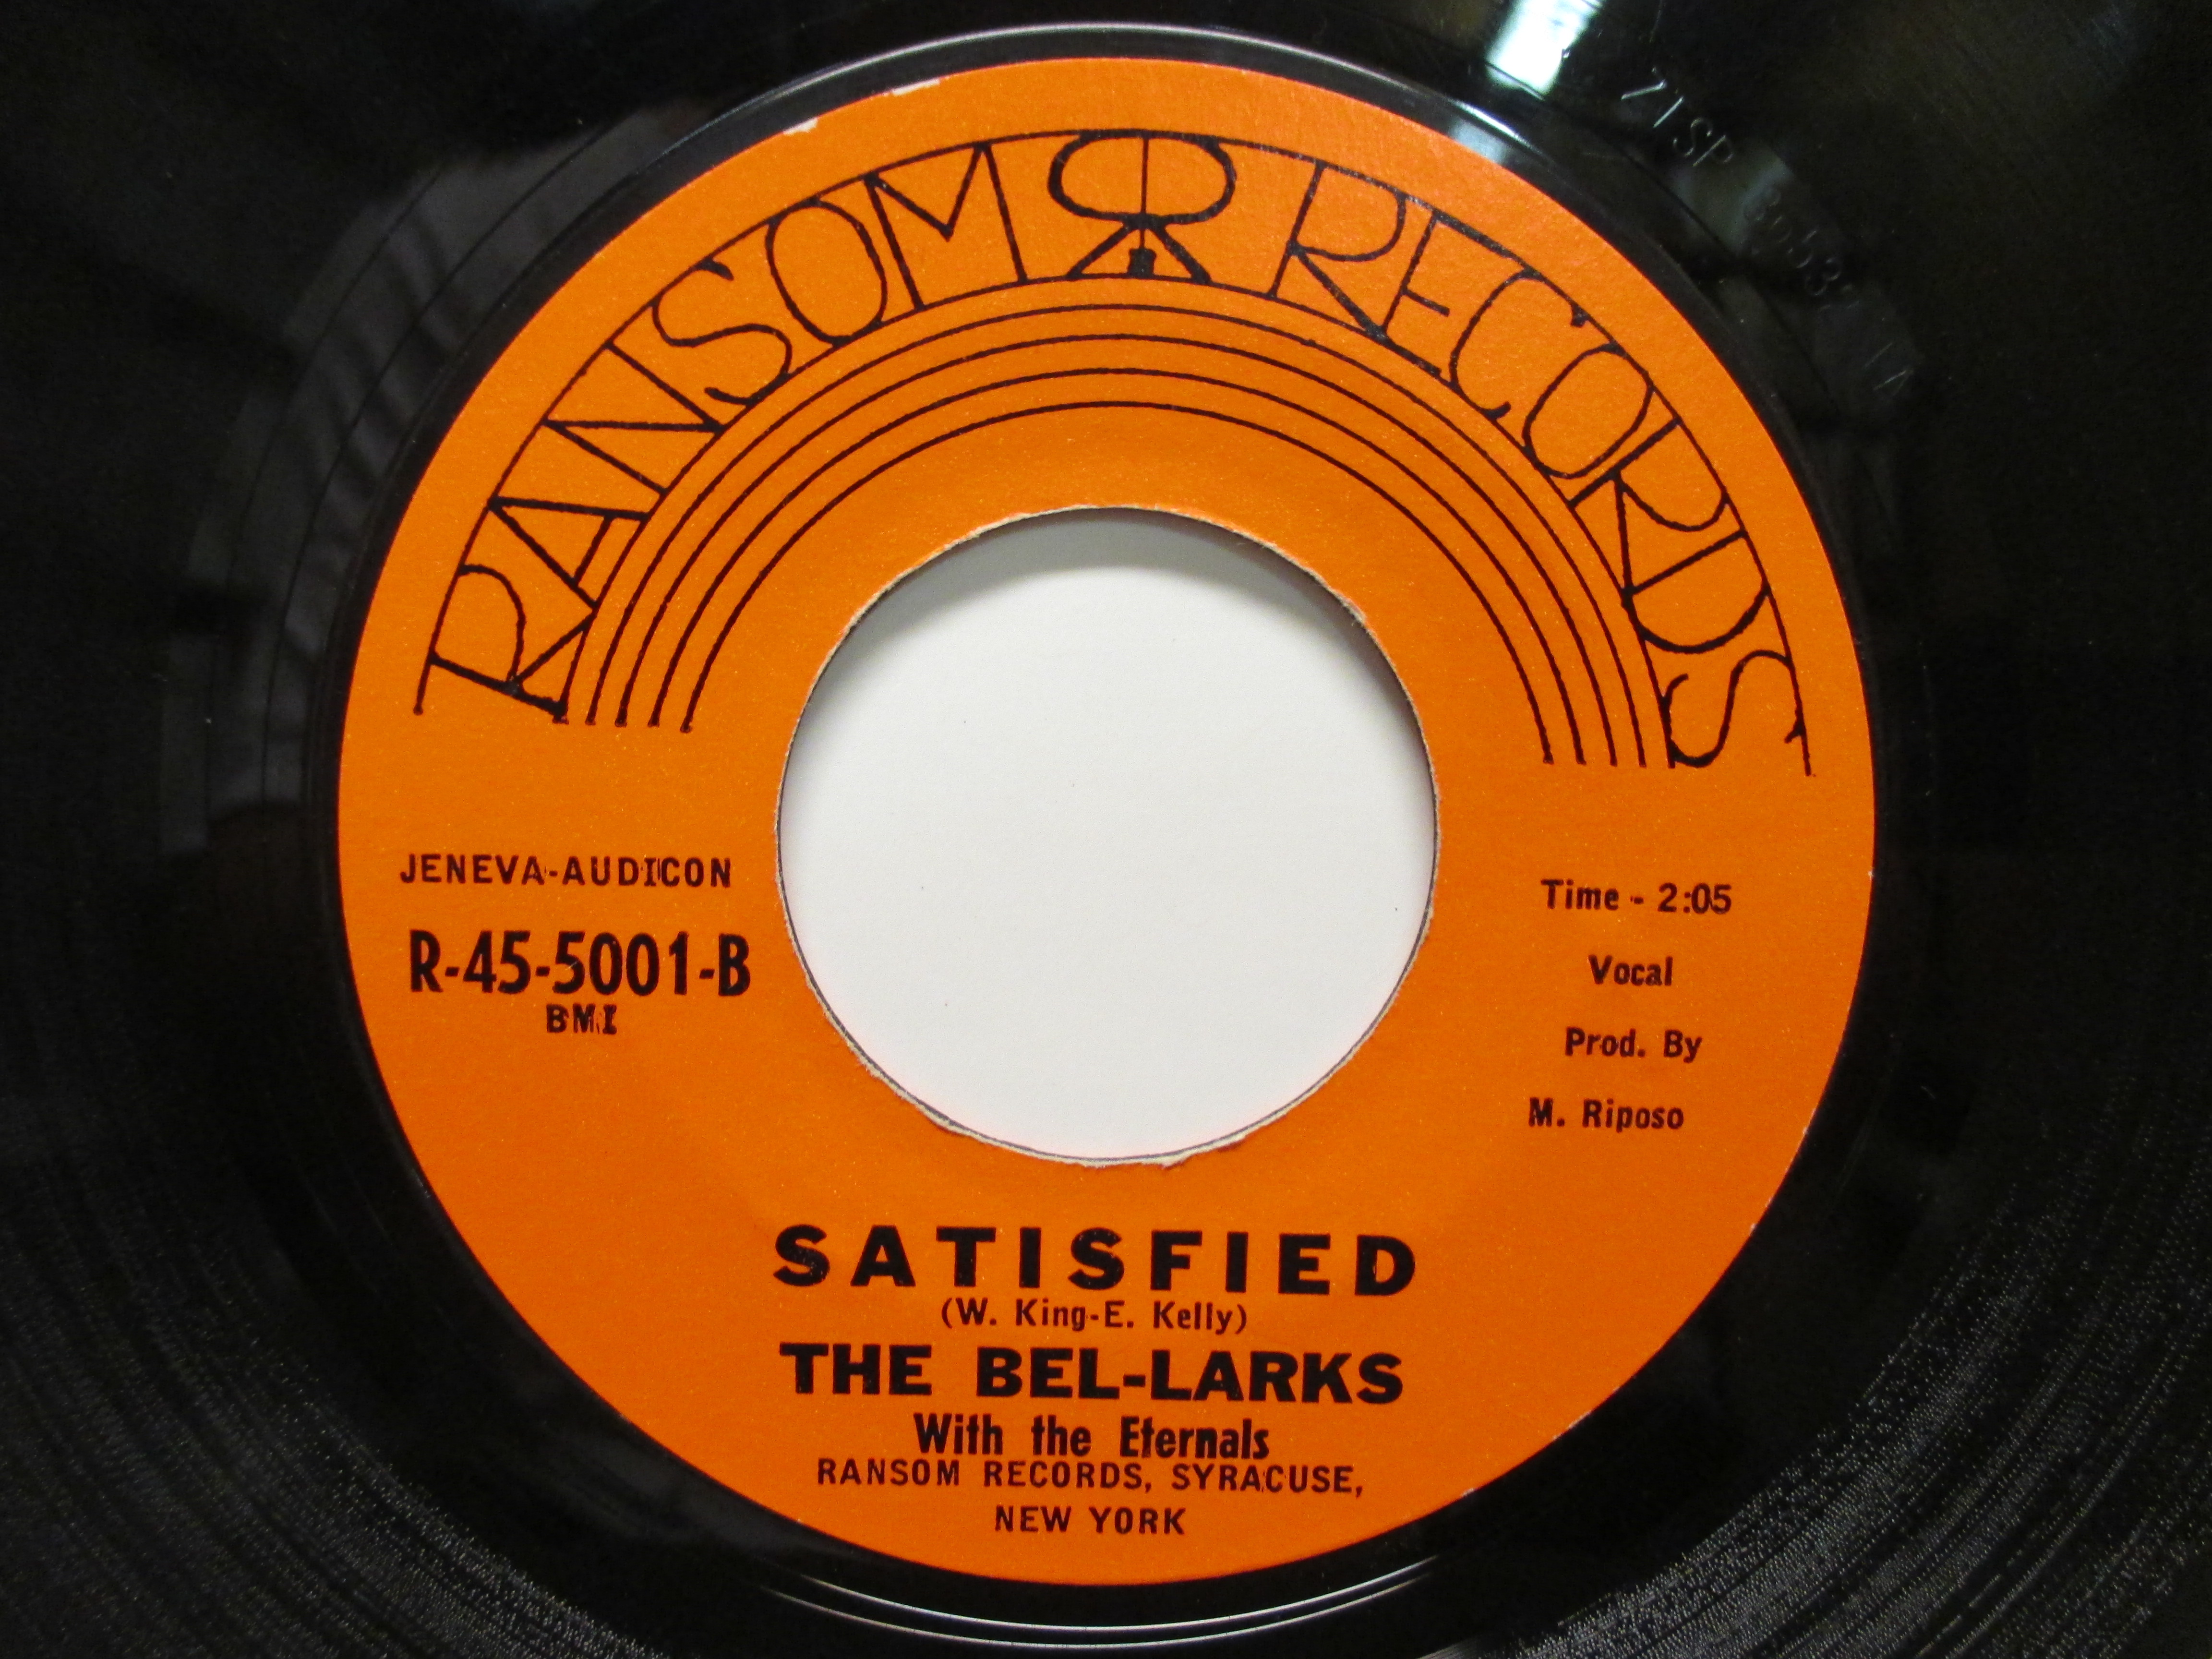 RANSOM RECORDS
JENEVA-AUDICON
R-45-5001-B
BMI
Time - 2:05
Vocal
Prod. By
M. Riposo
SATISFIED
(W. King-E. Kelly)
THE BEL-LARKS
With the Eternals
RANSOM RECORDS, SYRACUSE,
NEW YORK